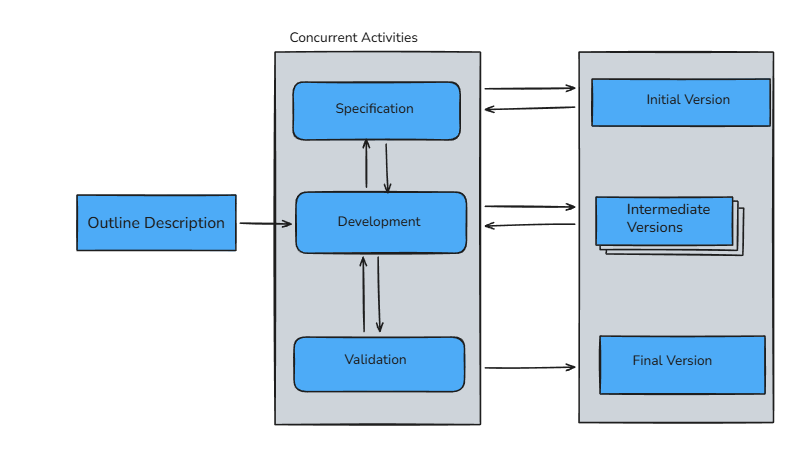 Concurrent Activities
Specification
Initial Version
Outline Description
Development
Intermediate
Versions
Validation
Final Version